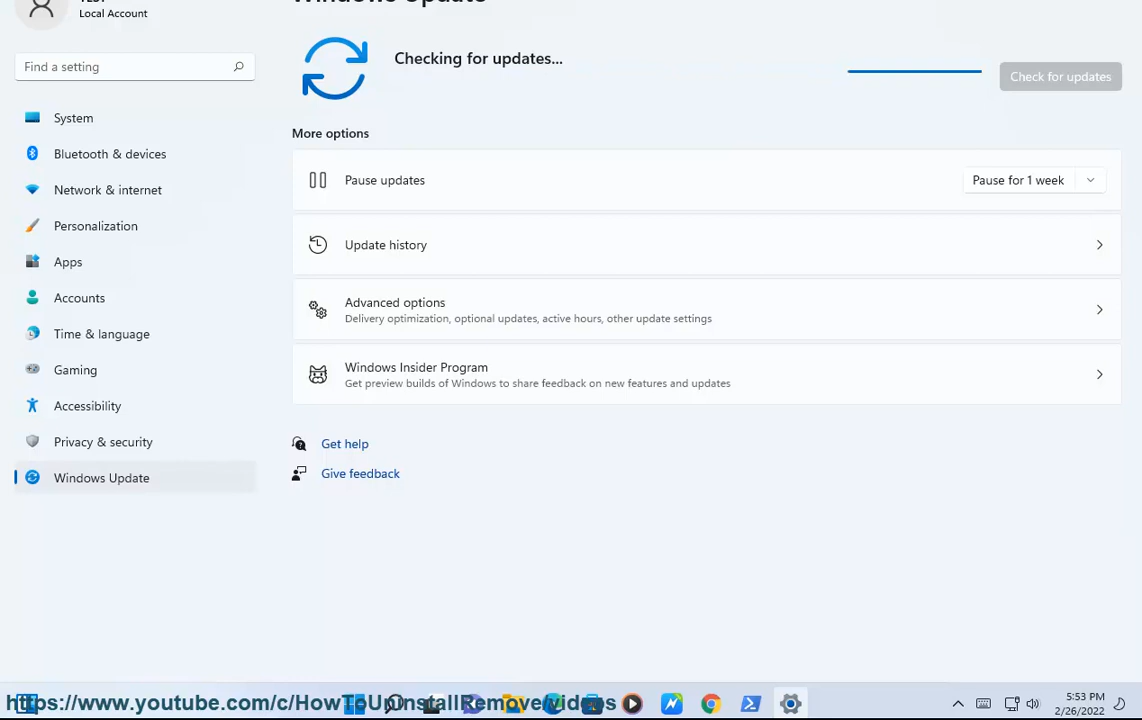 Local Account
Windows Update
Find a setting
Checking for updates...
Check for updates
System
Bluetooth & devices
Network & internet
Personalization
Apps
Accounts
Time & language
Gaming
Accessibility
Privacy & security
Windows Update
More options
Pause updates
Pause for 1 week
Update history
Advanced options
Delivery optimization, optional updates, active hours, other update settings
Windows Insider Program
Get preview builds of Windows to share feedback on new features and updates
Get help
Give feedback
https://www.youtube.com/c/HowToUninstallRemove/videos
5:53 PM
2/26/2022